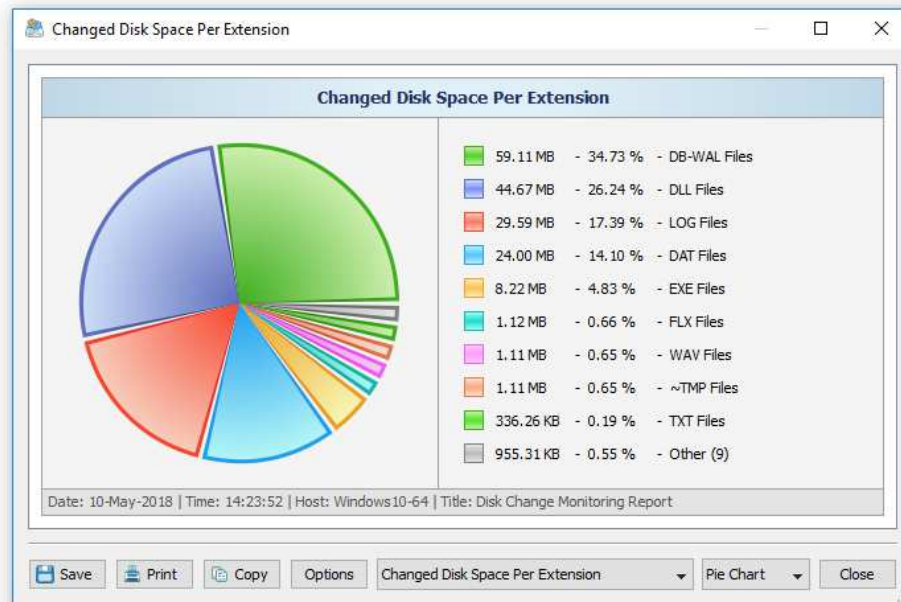 Changed Disk Space Per Extension
Changed Disk Space Per Extension
59.11 MB - 34.73 % - DB-WAL Files
44.67 MB - 26.24 % - DLL Files
29.59 MB - 17.39 % - LOG Files
24.00 MB - 14.10 % - DAT Files
8.22 MB - 4.83 % - EXE Files
1.12 MB - 0.66 % - FLX Files
1.11 MB - 0.65 % - WAV Files
1.11 MB - 0.65 % - ~TMP Files
336.26 KB - 0.19 % - TXT Files
955.31 KB - 0.55 % - Other (9)
Date: 10-May-2018 | Time: 14:23:52 | Host: Windows10-64 | Title: Disk Change Monitoring Report
Save Print Copy Options Changed Disk Space Per Extension Pie Chart Close